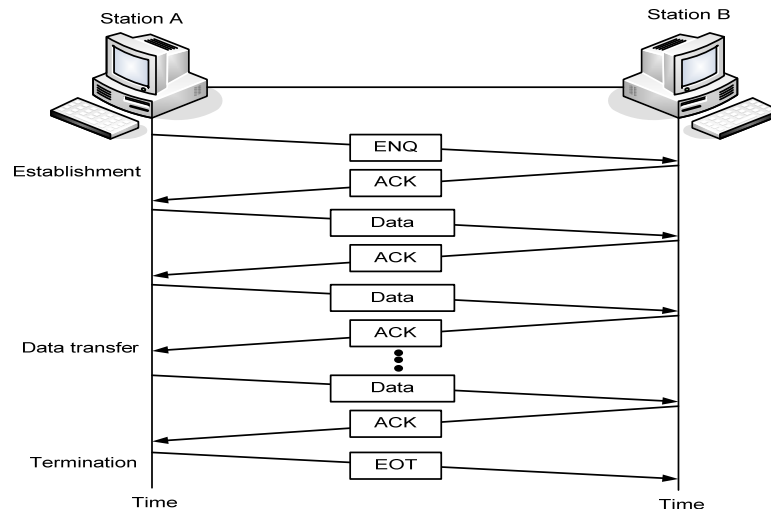 Station A
Station B
ENQ
Establishment
ACK
Data
ACK
Data
ACK
Data transfer
Data
ACK
Termination
EOT
Time
Time